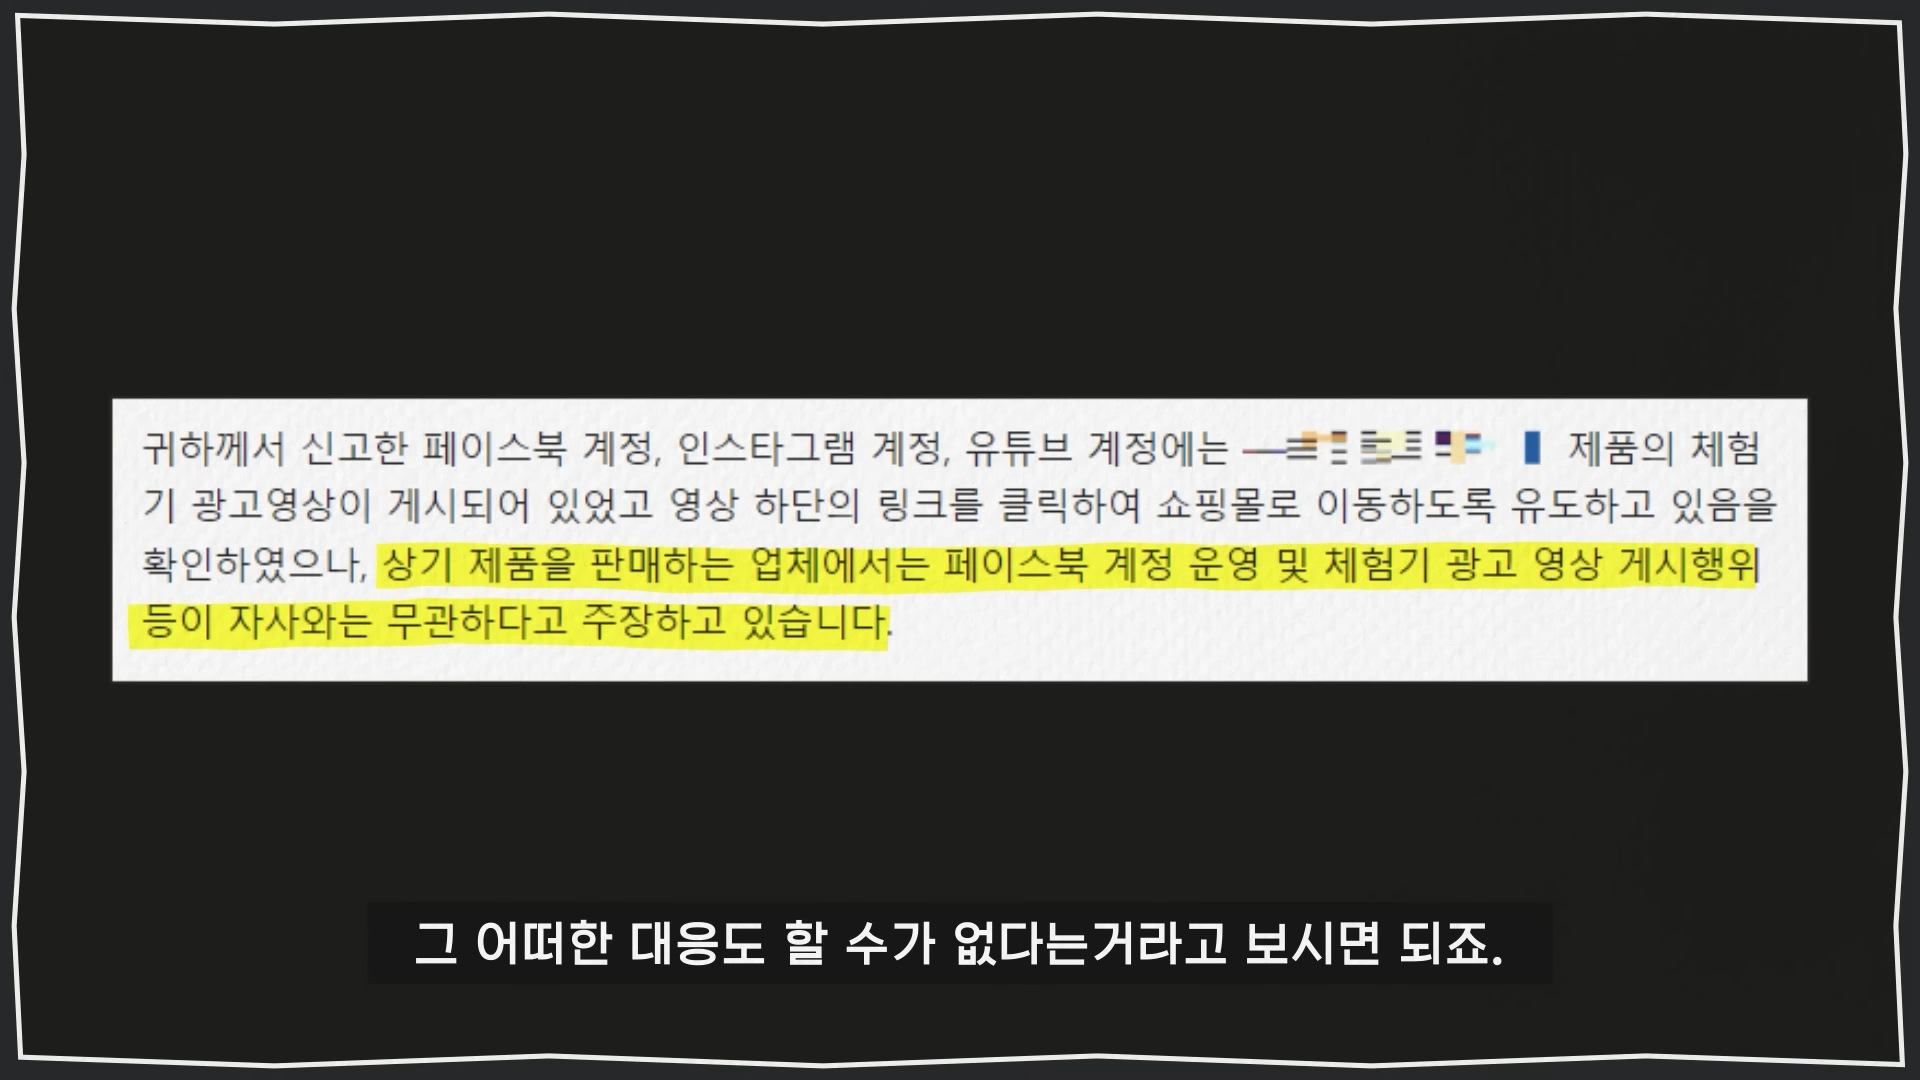 귀하께서 신고한 페이스북 계정, 인스타그램 계정, 유튜브 계정에는 제품의 체험
기 광고영상이 게시되어 있었고 영상 하단의 링크를 클릭하여 쇼핑몰로 이동하도록 유도하고 있음을
확인하였으나, 상기 제품을 판매하는 업체에서는 페이스북 계정 운영 및 체험기 광고 영상 게시행위
등이 자사와는 무관하다고 주장하고 있습니다.
그 어떠한 대응도 할 수가 없다는거라고 보시면 되죠.